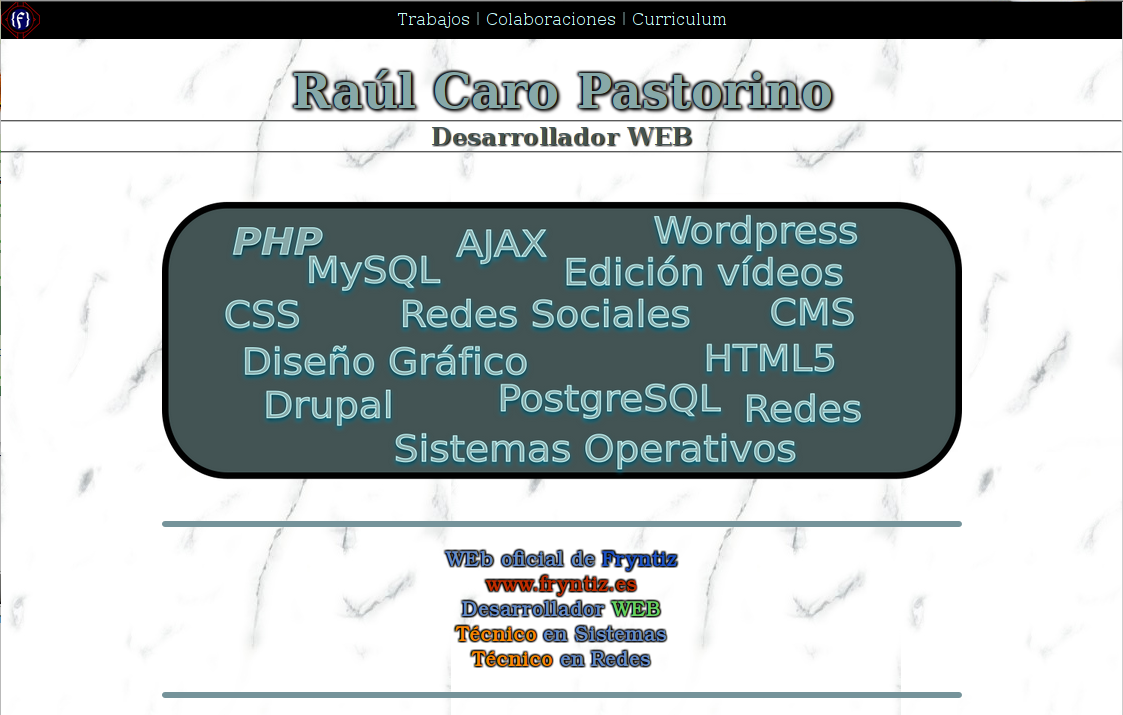 {f}
Trabajos | Colaboraciones | Curriculum
Raúl Caro Pastorino
Desarrollador WEB
PHP AJAX Wordpress
MySQL Edición vídeos
CSS Redes Sociales CMS
Diseño Gráfico HTML5
Drupal PostgreSQL Redes
Sistemas Operativos
WEb oficial de Fryntiz
www.fryntiz.es
Desarrollador WEB
Técnico en Sistemas
Técnico en Redes